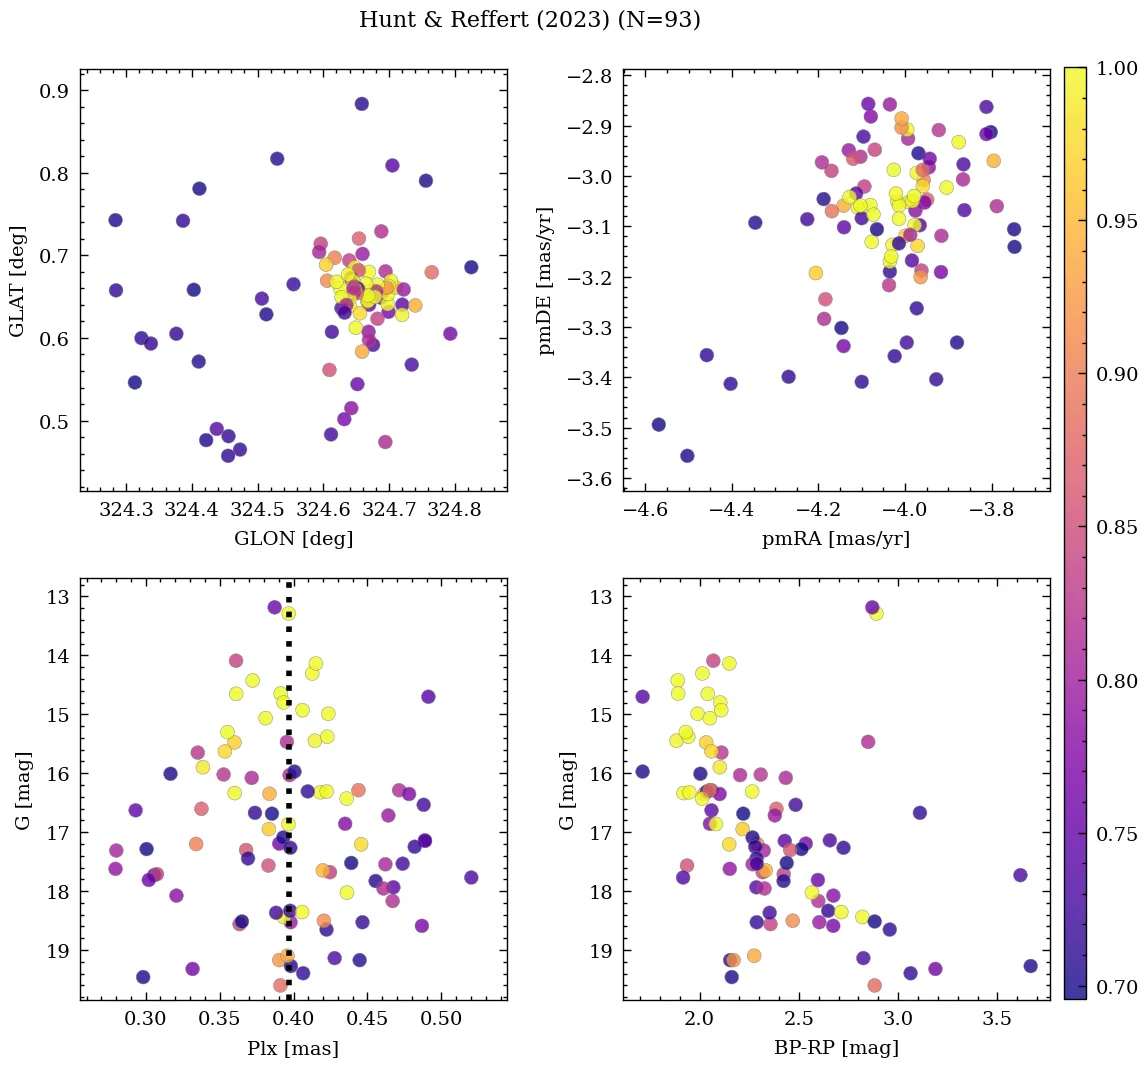 Hunt & Reffert (2023) (N=93)
0.9
0.8
0.7
0.6
0.5
GLAT [deg]
324.3 324.4 324.5 324.6 324.7 324.8
GLON [deg]
−2.8
−2.9
−3.0
−3.1
−3.2
−3.3
−3.4
−3.5
−3.6
pmDE [mas/yr]
−4.6 −4.4 −4.2 −4.0 −3.8
pmRA [mas/yr]
13
14
15
16
17
18
19
G [mag]
0.30 0.35 0.40 0.45 0.50
Plx [mas]
13
14
15
16
17
18
19
G [mag]
2.0 2.5 3.0 3.5
BP-RP [mag]
1.00
0.95
0.90
0.85
0.80
0.75
0.70